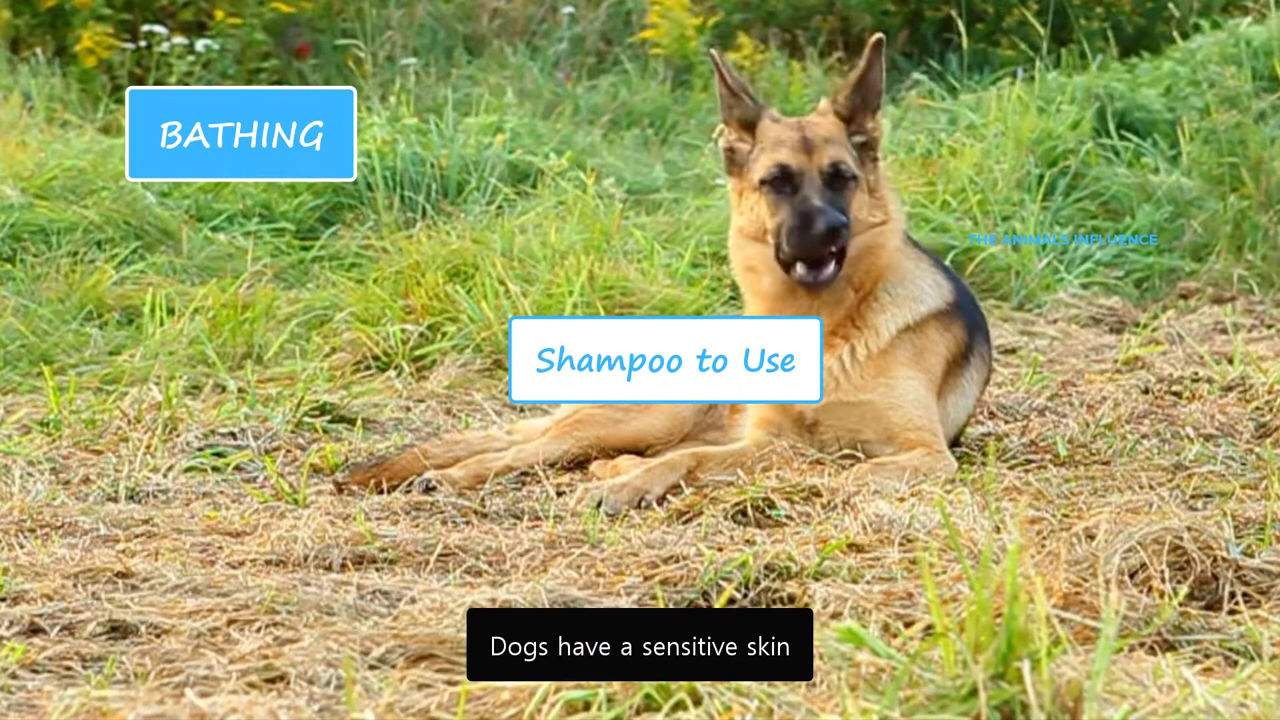 BATHING
THE ANIMALS INFLUENCE
Shampoo to Use
Dogs have a sensitive skin